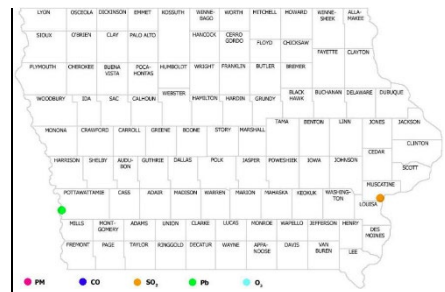 LYON OSCEOLA DICKINSON EMMET KOSSUTH WINNE-BAGO WORTH MITCHELL HOWARD WINNE-SHIEK ALLA-MAKEE
SIOUX O'BRIEN CLAY PALO ALTO HANCOCK CERRO GORDO FLOYD CHICKSAW
FAYETTE CLAYTON
PLYMOUTH CHEROKEE BUENA VISTA POCA-HONTAS HUMBOLDT WRIGHT FRANKLIN BUTLER BREMER
WOODBURY IDA SAC CALHOUN WEBSTER HAMILTON HARDIN GRUNDY BLACK HAWK BUCHANAN DELAWARE DUBUQUE
MONONA CRAWFORD CARROLL GREENE BOONE STORY MARSHALL TAMA BENTON LINN JONES JACKSON
CLINTON
CEDAR
HARRISON SHELBY AUDU-BON GUTHRIE DALLAS POLK JASPER POWESHIEK IOWA JOHNSON SCOTT
MUSCATINE
POTTAWATTAMIE CASS ADAIR MADISON WARREN MARION MAHASKA KEOKUK WASHING-TON LOUISA
MILLS MONT-GOMERY ADAMS UNION CLARKE LUCAS MONROE WAPELLO JEFFERSON HENRY DES MOINES
FREMONT PAGE TAYLOR RINGGOLD DECATUR WAYNE APPA-NOOSE DAVIS VAN BUREN LEE
PM CO SO₂ Pb O₃